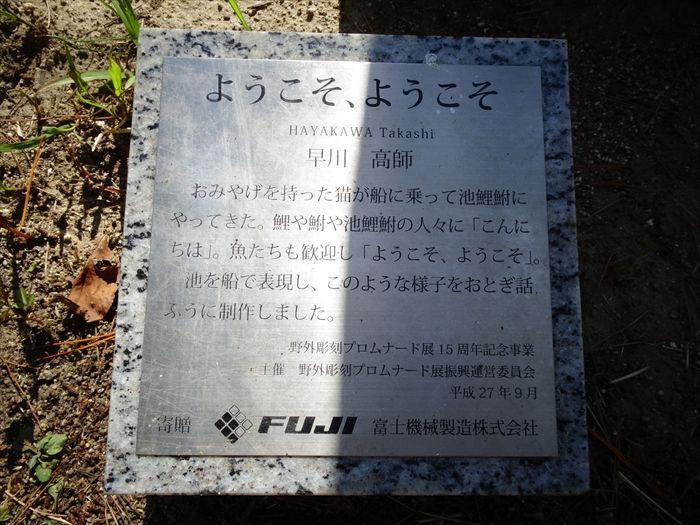 ようこそ、ようこそ
HAYAKAWA Takashi
早川 高師
おみやげを持った猫が船に乗って池鯉鮒に
やってきた。鯉や鮒や池鯉鮒の人々に「こんに
ちは」。魚たちも歓迎し「ようこそ、ようこそ」。
池を船で表現し、このような様子をおとぎ話
ふうに制作しました。
野外彫刻プロムナード展15周年記念事業
主催 野外彫刻プロムナード展振興運営委員会
平成27年9月
寄贈 FUJI 富士機械製造株式会社